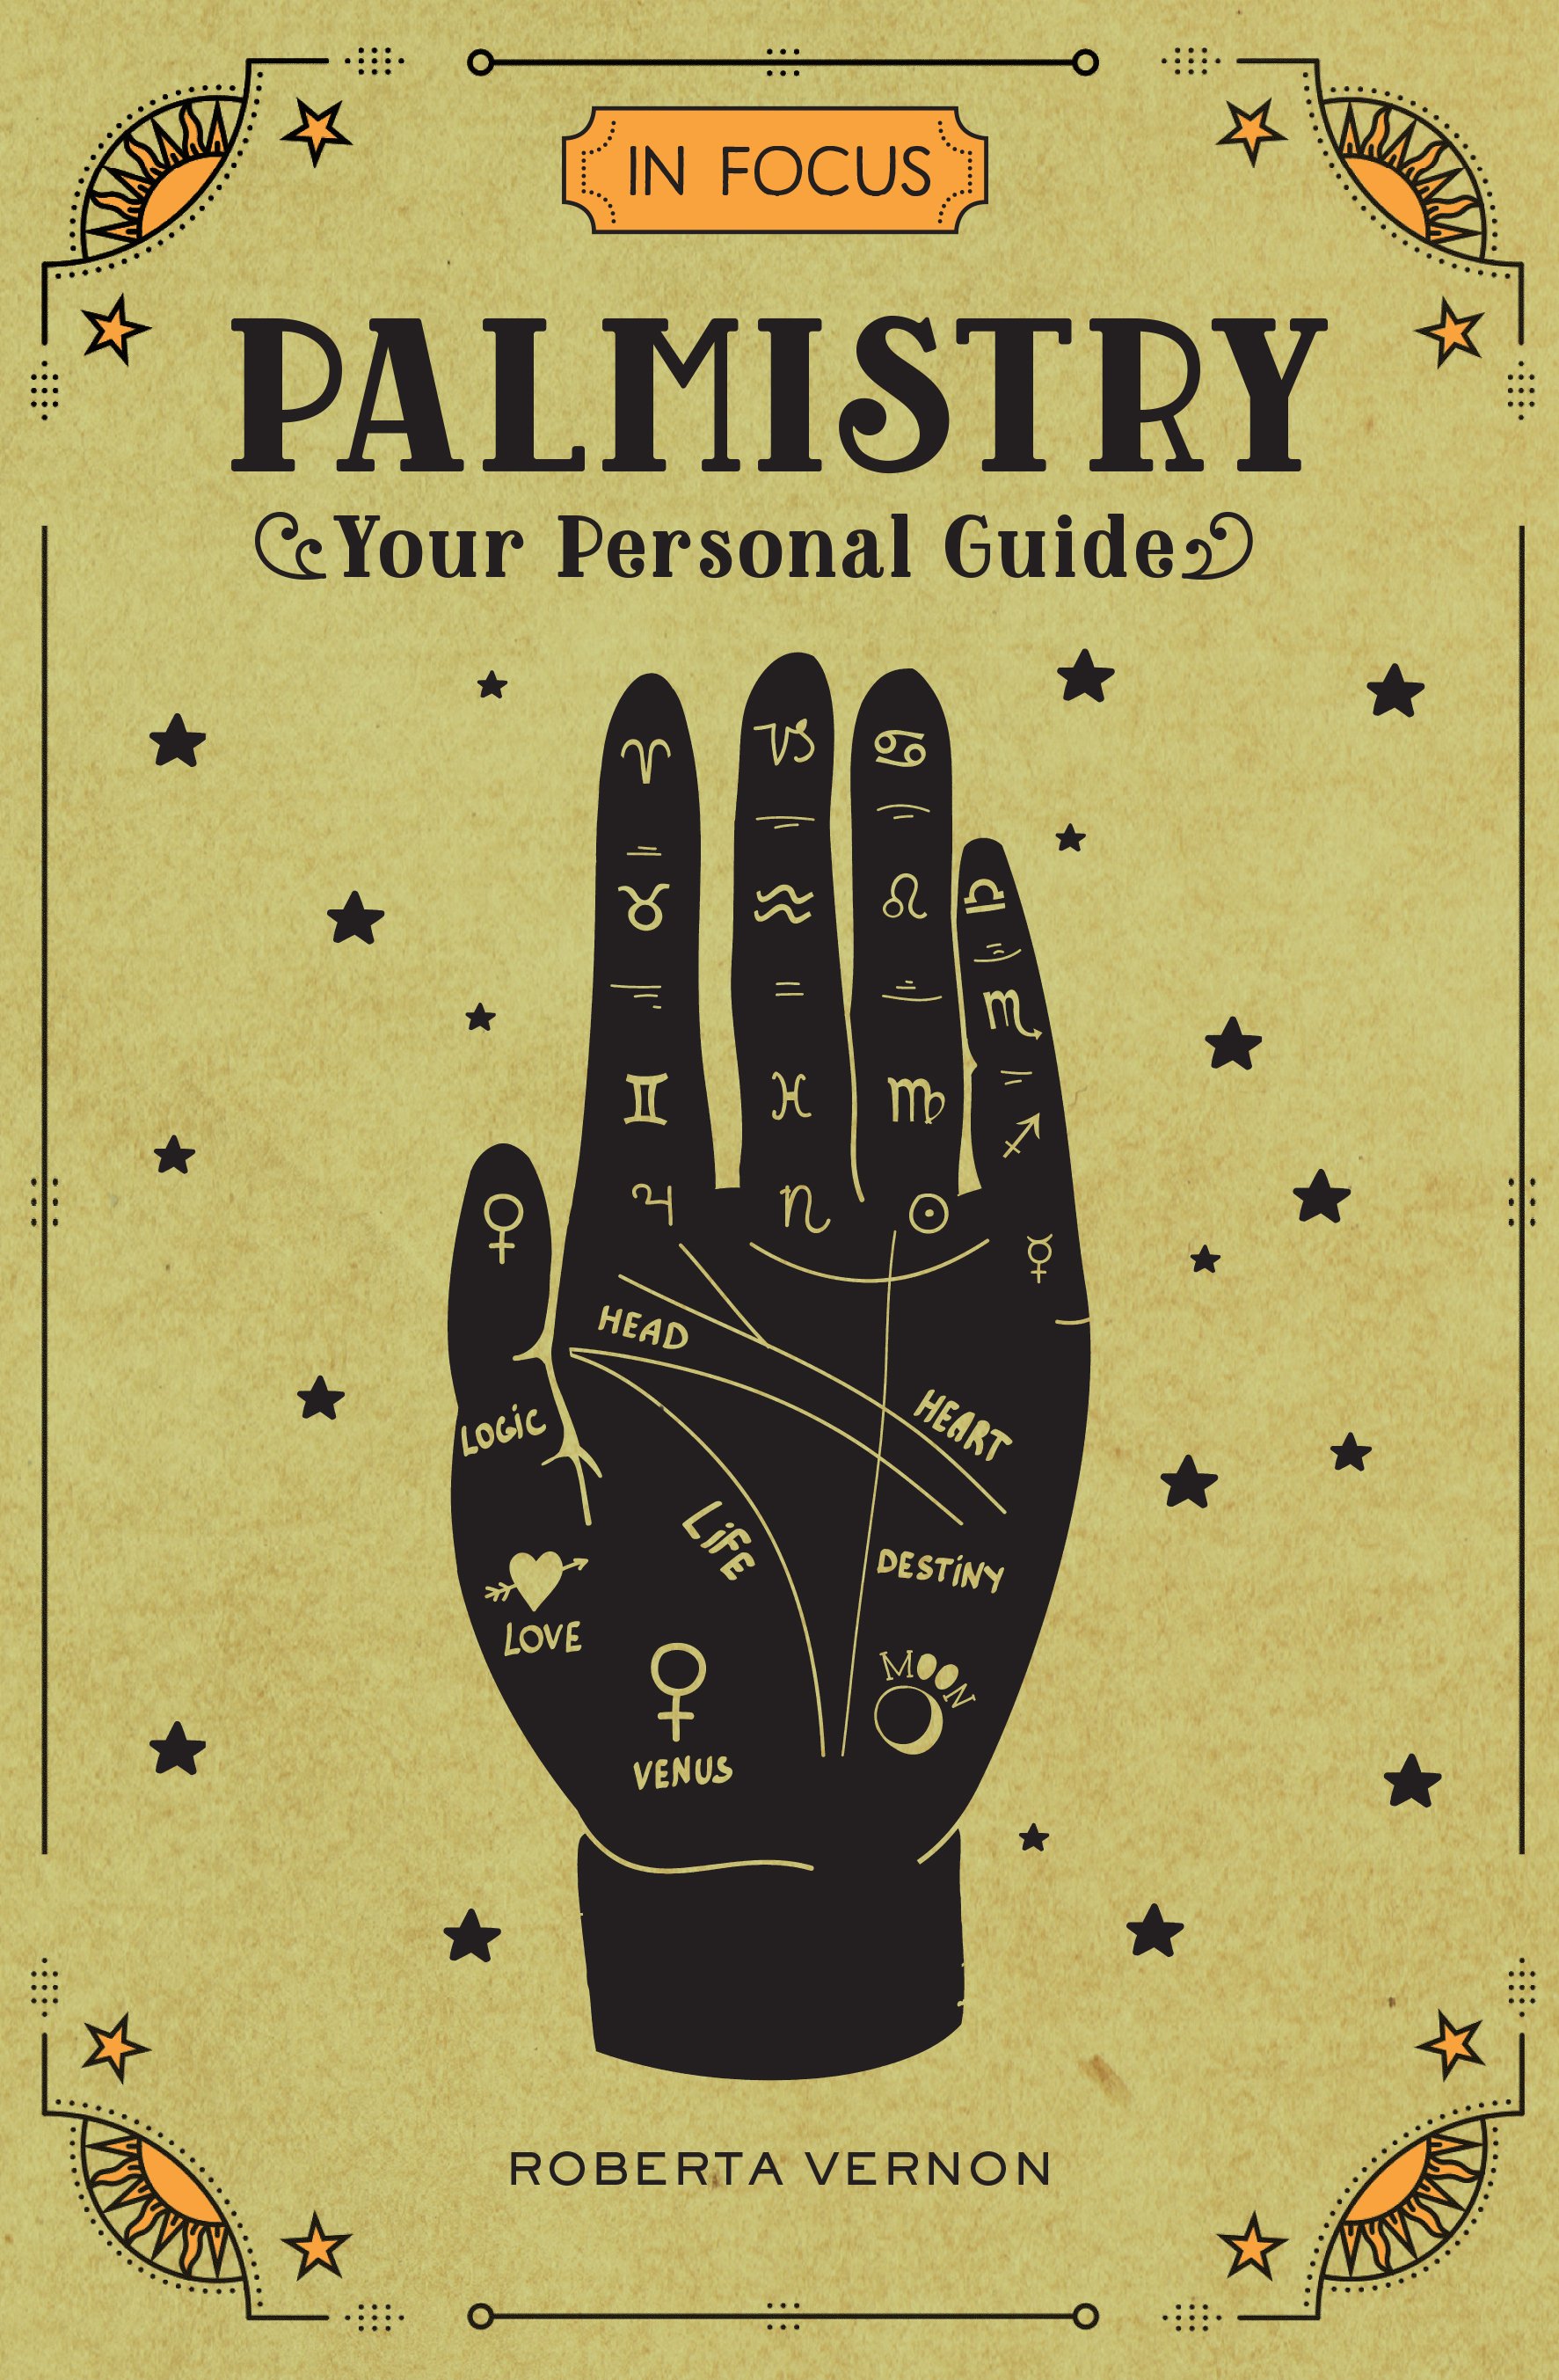 IN FOCUS
PALMISTRY
Your Personal Guide
♈ ♑ ♋
♉ ♒ ♌ ♎
♊ ♓ ♍ ♏
♐
♀ ♃ ☉ ☿
HEAD
HEART
LOGiC
LiFE
DESTiNY
LOVE
MOON
♀
VENUS
ROBERTA VERNON